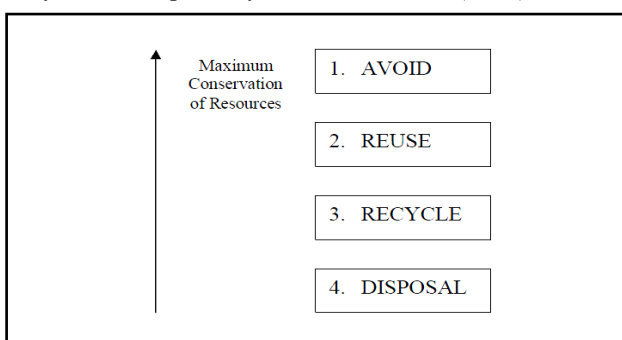 Maximum
Conservation
of Resources
1. AVOID
2. REUSE
3. RECYCLE
4. DISPOSAL